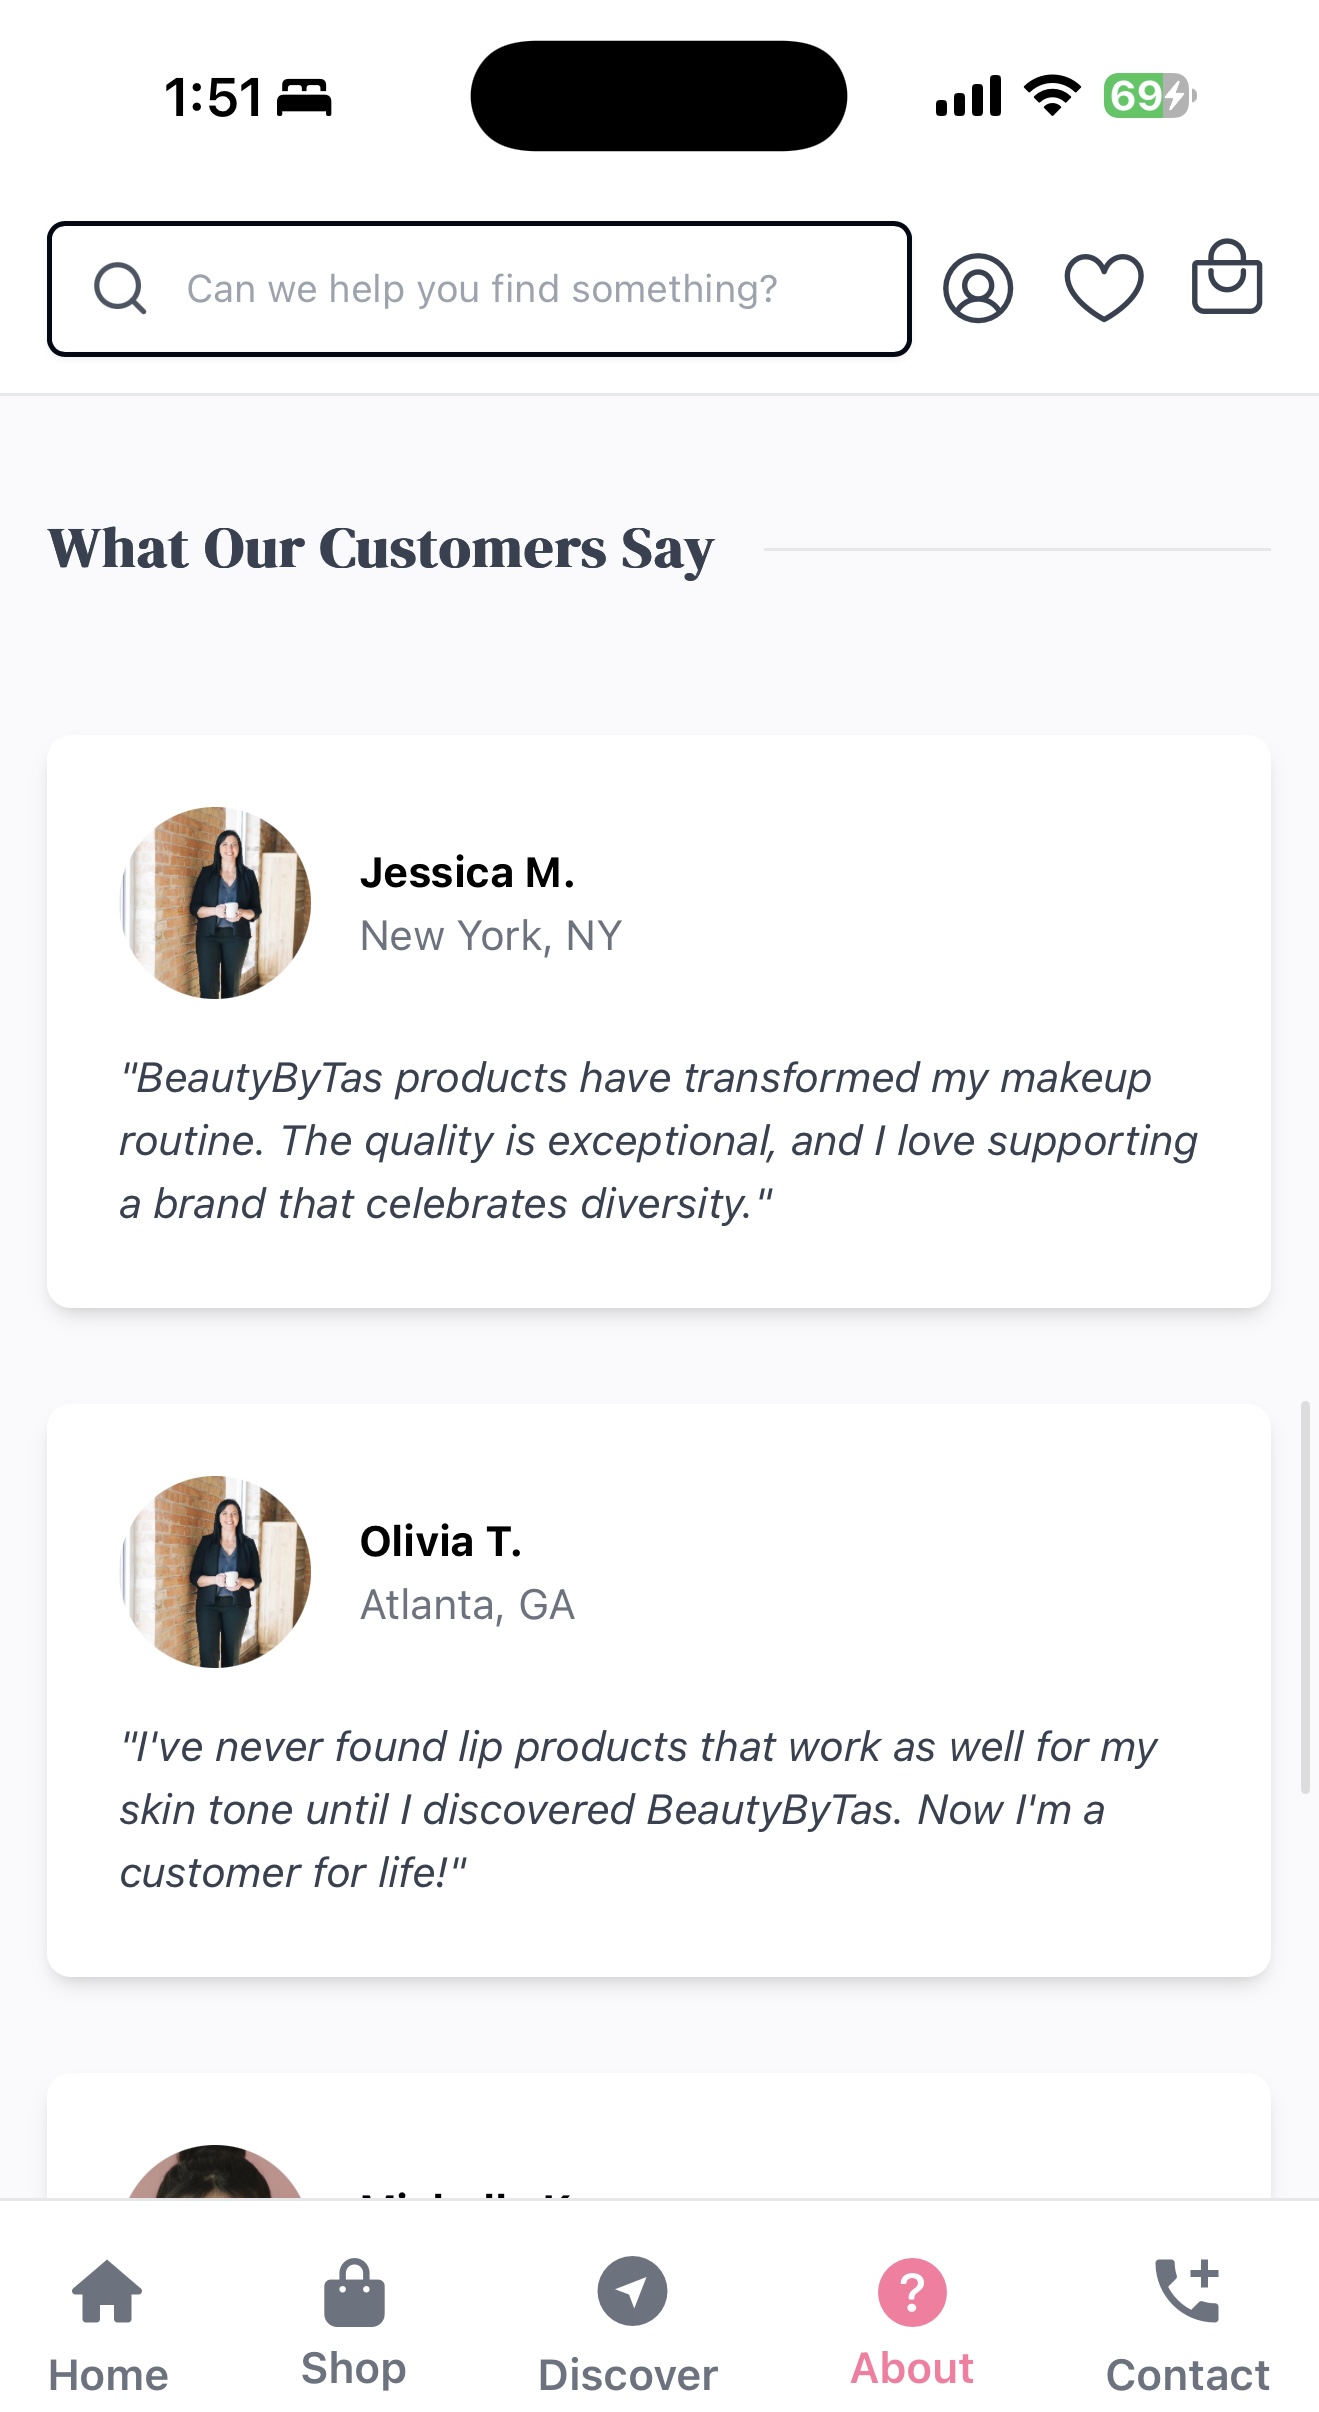 1:51
69
Can we help you find something?
What Our Customers Say
Jessica M.
New York, NY
"BeautyByTas products have transformed my makeup
routine. The quality is exceptional, and I love supporting
a brand that celebrates diversity."
Olivia T.
Atlanta, GA
"I've never found lip products that work as well for my
skin tone until I discovered BeautyByTas. Now I'm a
customer for life!"
Home
Shop
Discover
About
Contact